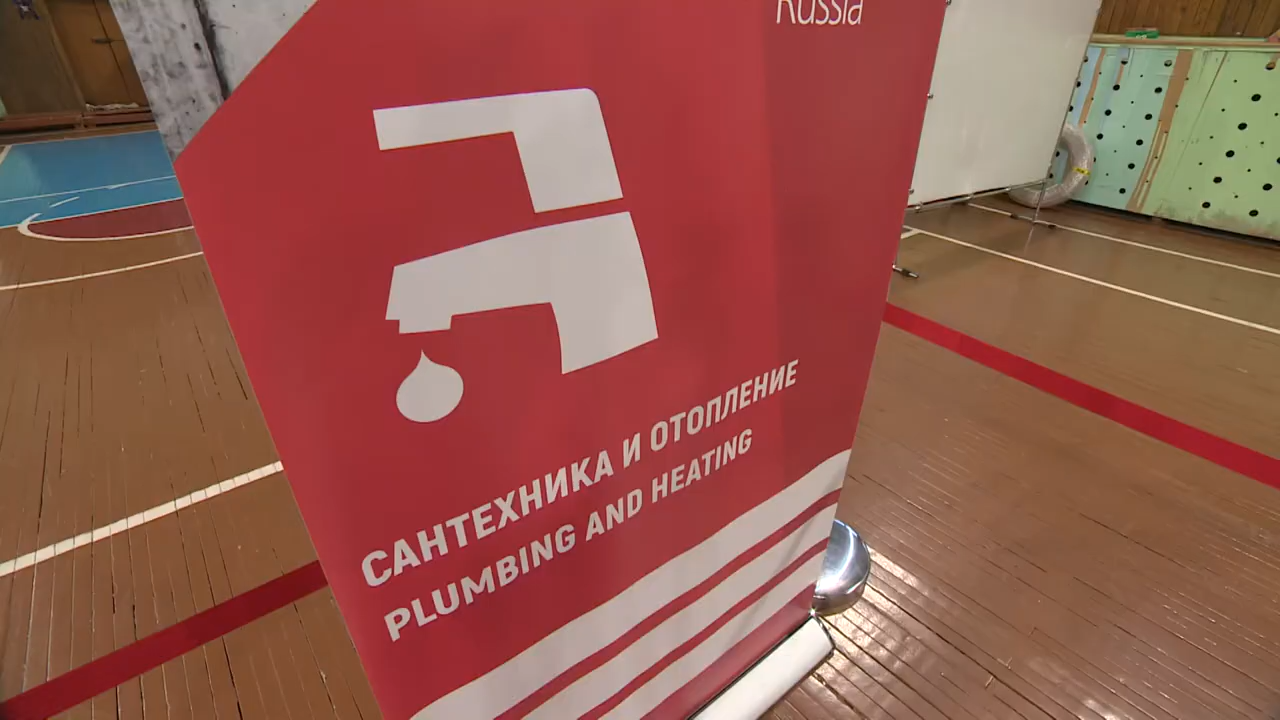 Russia
САНТЕХНИКА И ОТОПЛЕНИЕ
PLUMBING AND HEATING